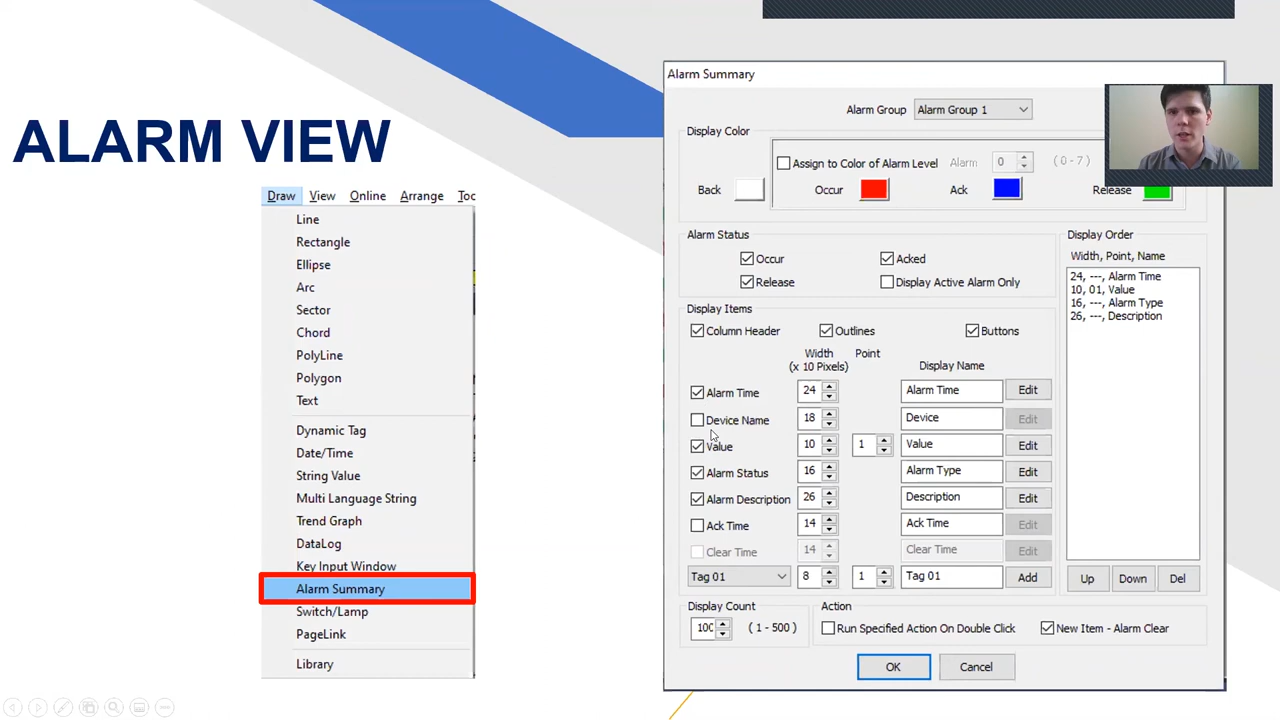 ALARM VIEW
Draw View Online Arrange Toc
Line
Rectangle
Ellipse
Arc
Sector
Chord
PolyLine
Polygon
Text
Dynamic Tag
Date/Time
String Value
Multi Language String
Trend Graph
DataLog
Key Input Window
Alarm Summary
Switch/Lamp
PageLink
Library
Alarm Summary
Alarm Group Alarm Group 1
Display Color
Assign to Color of Alarm Level Alarm 0 (0 - 7)
Back Occur Ack Release
Alarm Status
Occur Acked
Release Display Active Alarm Only
Display Items
Column Header Outlines Buttons
Width Point
(x 10 Pixels) Display Name
Alarm Time 24 Alarm Time Edit
Device Name 18 Device Edit
Value 10 1 Value Edit
Alarm Status 16 Alarm Type Edit
Alarm Description 26 Description Edit
Ack Time 14 Ack Time Edit
Clear Time 14 Clear Time Edit
Tag 01 8 1 Tag 01 Add
Display Order
Width, Point, Name
24, ---, Alarm Time
10, 01, Value
16, ---, Alarm Type
26, ---, Description
Up Down Del
Display Count
100 (1 - 500)
Action
Run Specified Action On Double Click New Item - Alarm Clear
OK Cancel